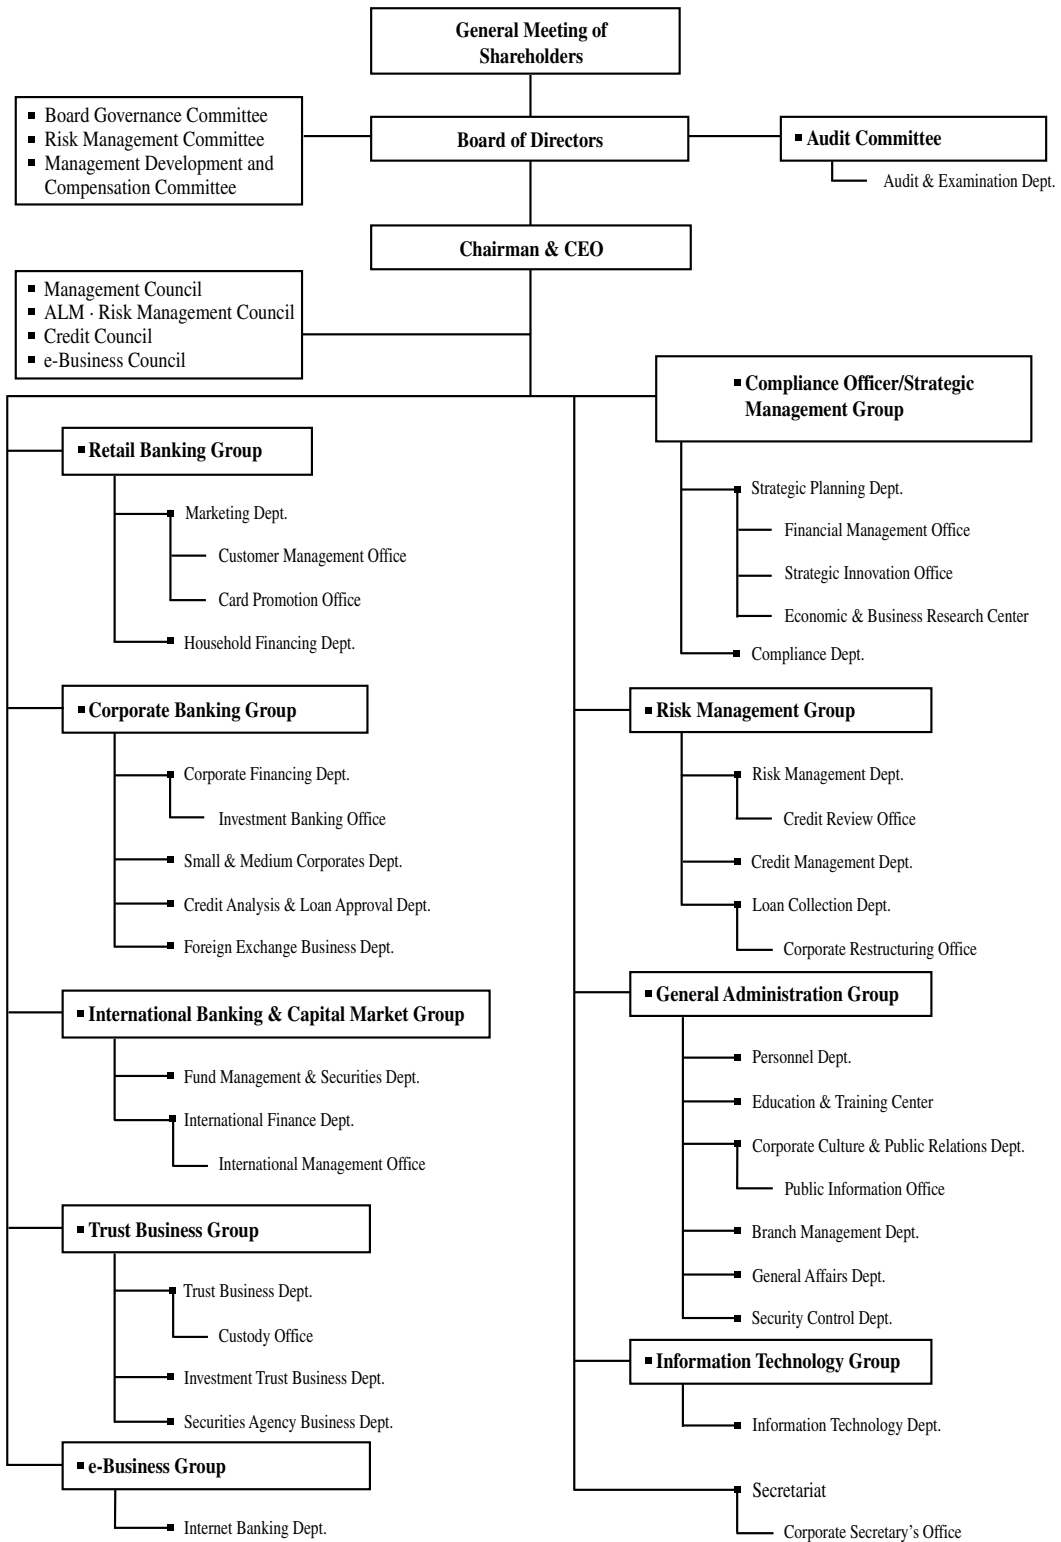 General Meeting of
Shareholders
▪ Board Governance Committee
▪ Risk Management Committee
▪ Management Development and
Compensation Committee
Board of Directors
▪ Audit Committee
Audit & Examination Dept.
Chairman & CEO
▪ Management Council
▪ ALM · Risk Management Council
▪ Credit Council
▪ e-Business Council
▪ Retail Banking Group
▪ Marketing Dept.
Customer Management Office
Card Promotion Office
▪ Household Financing Dept.
▪ Corporate Banking Group
▪ Corporate Financing Dept.
Investment Banking Office
▪ Small & Medium Corporates Dept.
▪ Credit Analysis & Loan Approval Dept.
▪ Foreign Exchange Business Dept.
▪ International Banking & Capital Market Group
▪ Fund Management & Securities Dept.
▪ International Finance Dept.
International Management Office
▪ Trust Business Group
▪ Trust Business Dept.
Custody Office
▪ Investment Trust Business Dept.
▪ Securities Agency Business Dept.
▪ e-Business Group
▪ Internet Banking Dept.
▪ Compliance Officer/Strategic
Management Group
▪ Strategic Planning Dept.
Financial Management Office
Strategic Innovation Office
Economic & Business Research Center
▪ Compliance Dept.
▪ Risk Management Group
▪ Risk Management Dept.
Credit Review Office
▪ Credit Management Dept.
▪ Loan Collection Dept.
Corporate Restructuring Office
▪ General Administration Group
▪ Personnel Dept.
▪ Education & Training Center
▪ Corporate Culture & Public Relations Dept.
Public Information Office
▪ Branch Management Dept.
▪ General Affairs Dept.
▪ Security Control Dept.
▪ Information Technology Group
▪ Information Technology Dept.
▪ Secretariat
Corporate Secretary's Office